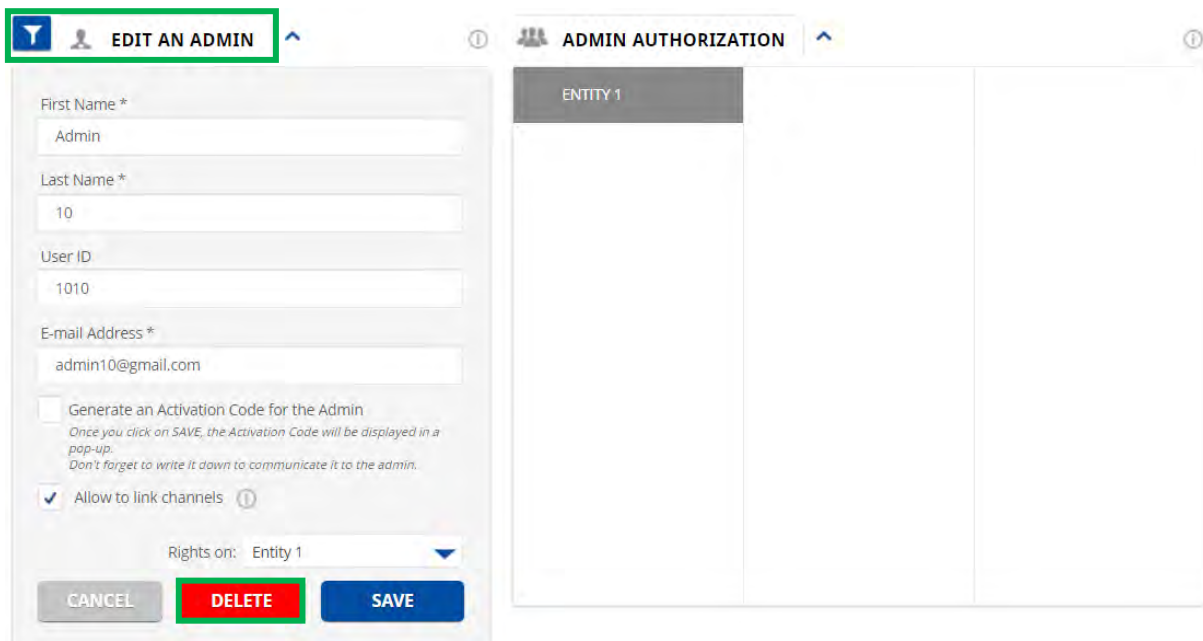 EDIT AN ADMIN
First Name *
Admin
Last Name *
10
User ID
1010
E-mail Address *
admin10@gmail.com
Generate an Activation Code for the Admin
Once you click on SAVE, the Activation Code will be displayed in a
pop-up.
Don't forget to write it down to communicate it to the admin.
Allow to link channels
Rights on: Entity 1
CANCEL DELETE SAVE
ADMIN AUTHORIZATION
ENTITY 1